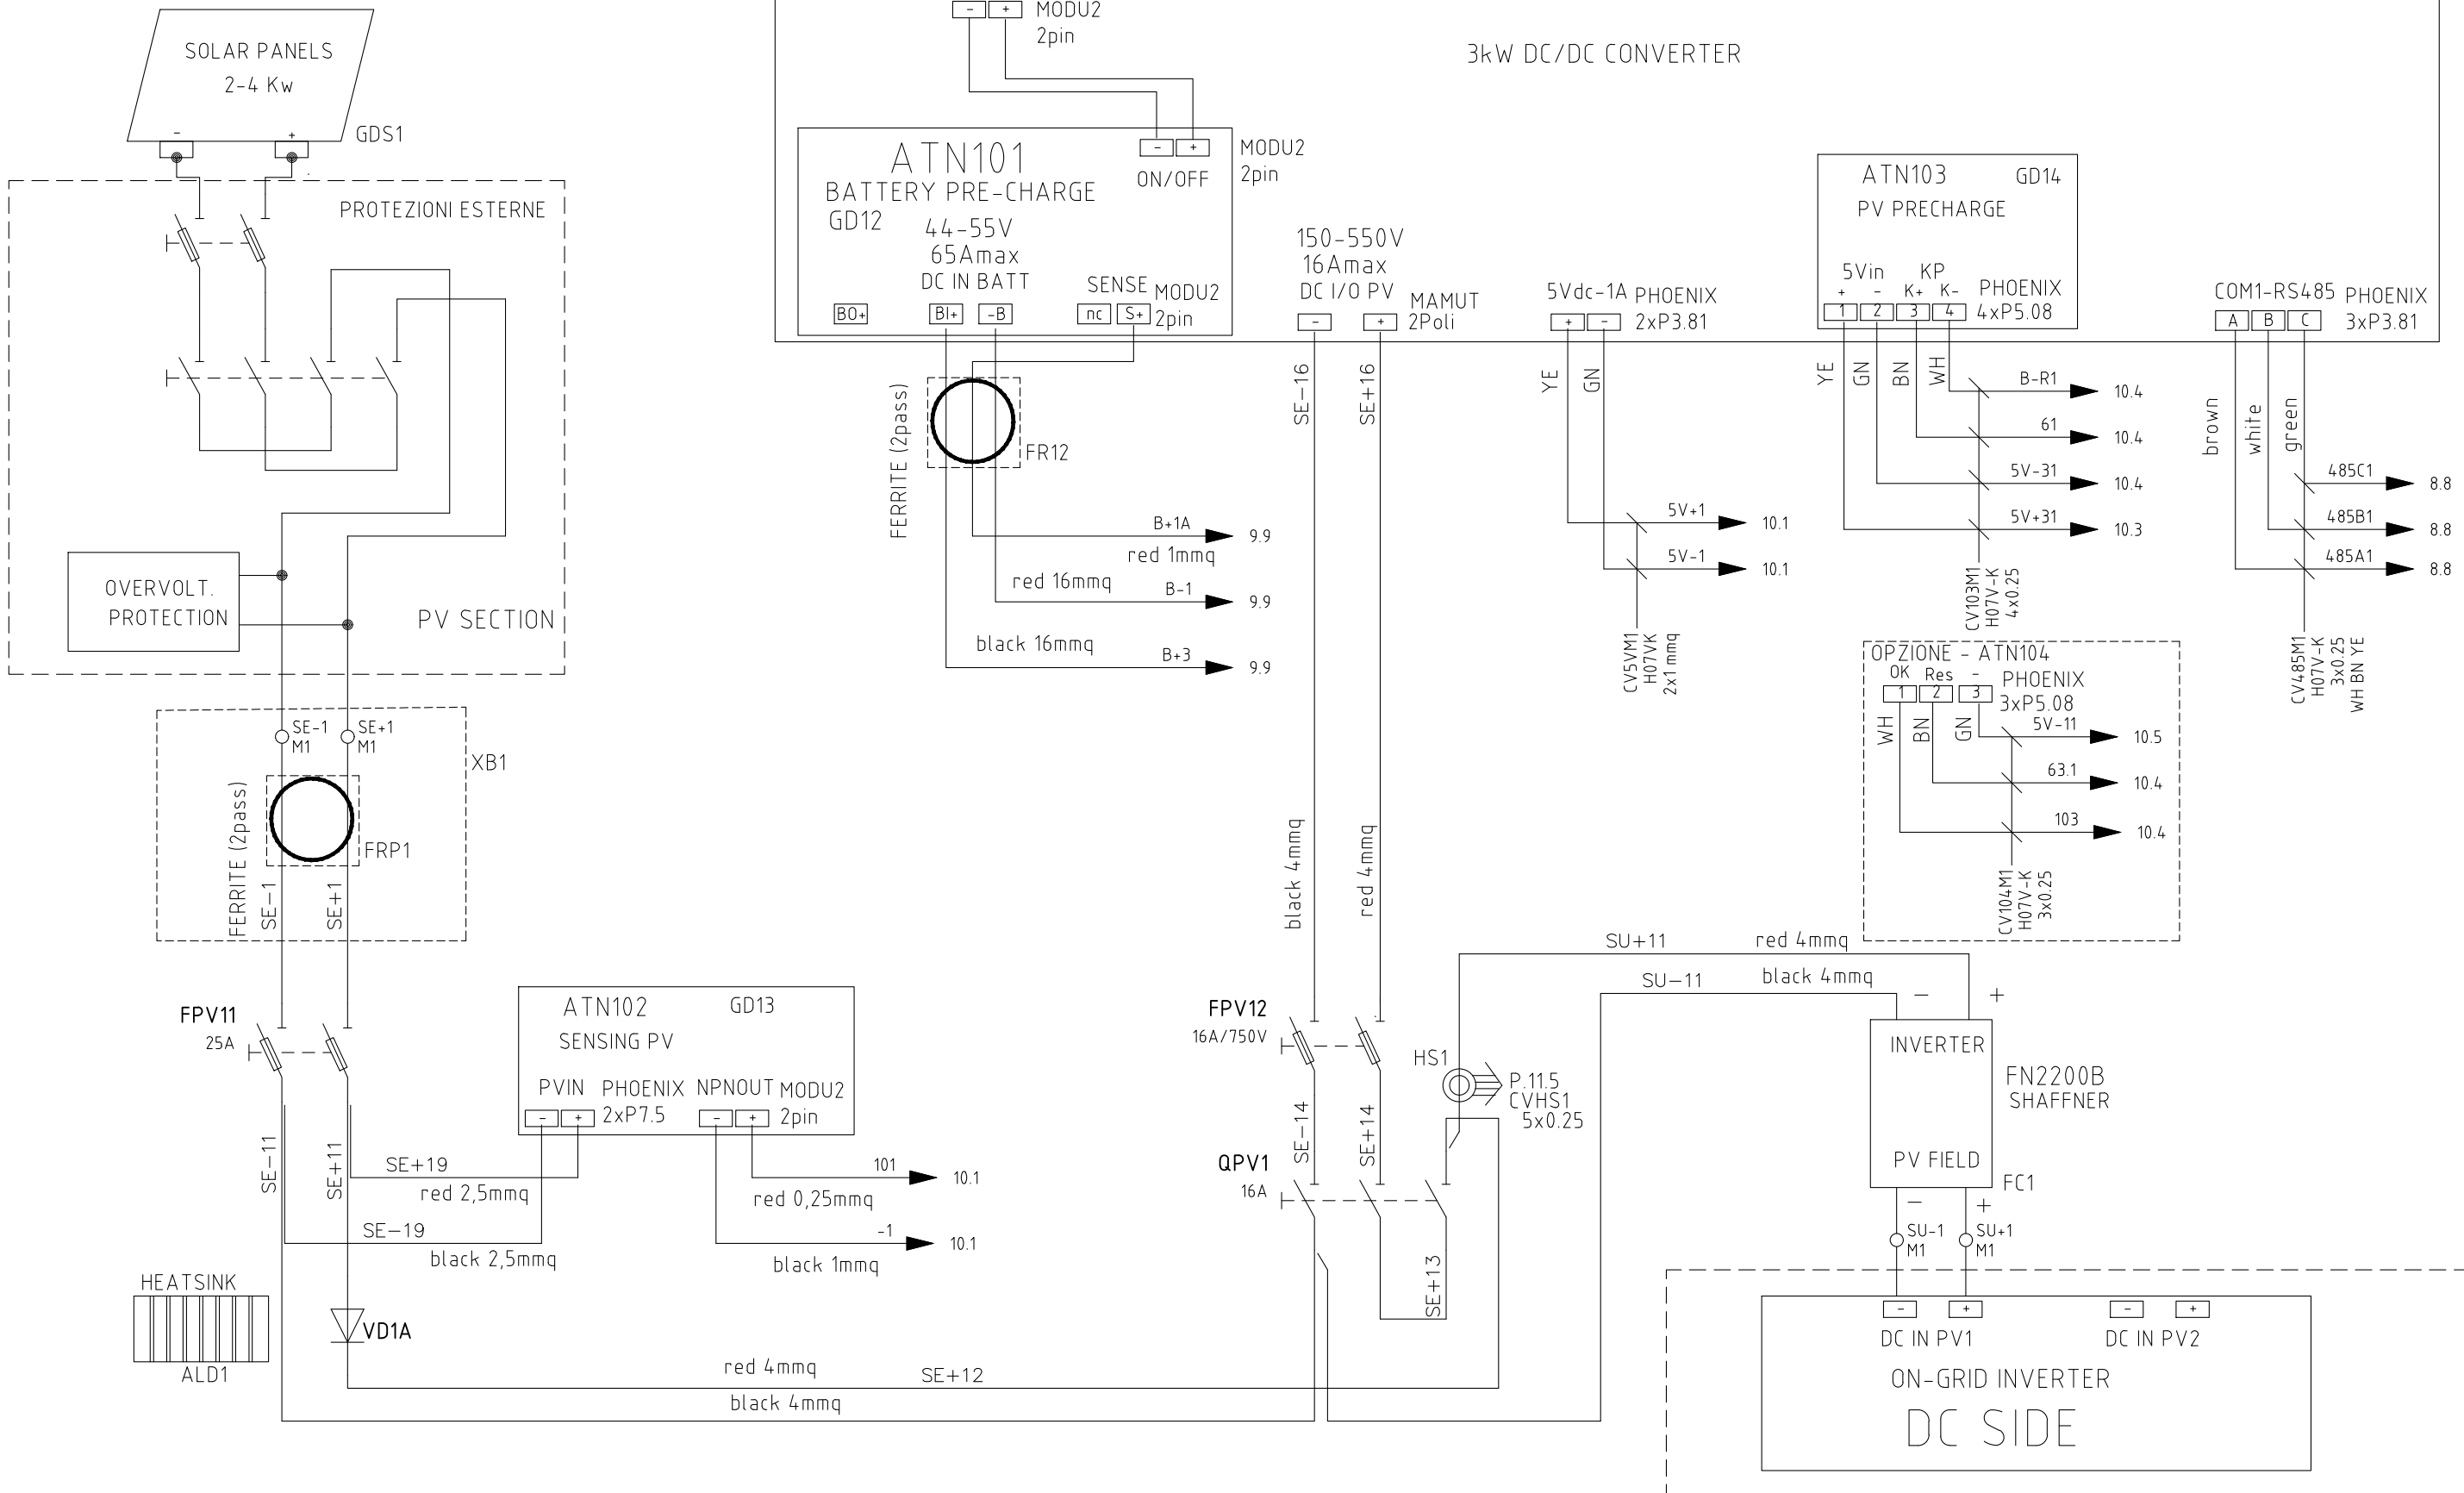 SOLAR PANELS
2-4 Kw
- +
GDS1
PROTEZIONI ESTERNE
OVERVOLT.
PROTECTION
PV SECTION
SE-1
M1
SE+1
M1
XB1
FERRITE (2pass)
FRP1
SE-1
SE+1
FPV11
25A
ATN102
GD13
SENSING PV
PVIN
PHOENIX
2xP7.5
NPNOUT
MODU2
2pin
- +
- +
SE-11
SE+11
SE+19
red 2,5mmq
SE-19
black 2,5mmq
101
10.1
red 0,25mmq
-1
10.1
black 1mmq
HEATSINK
ALD1
VD1A
red 4mmq
SE+12
black 4mmq
- +
MODU2
2pin
3kW DC/DC CONVERTER
ATN101
BATTERY PRE-CHARGE
GD12
44-55V
65Amax
DC IN BATT
- +
ON/OFF
MODU2
2pin
SENSE
MODU2
2pin
BO+
BI+
-B
nc
S+
FERRITE (2pass)
FR12
B+1A
9.9
red 1mmq
red 16mmq
B-1
9.9
black 16mmq
B+3
9.9
150-550V
16Amax
DC I/O PV
MAMUT
2Poli
- +
SE-16
SE+16
black 4mmq
red 4mmq
5Vdc-1A
PHOENIX
2xP3.81
+ -
YE
GN
5V+1
10.1
5V-1
10.1
CV5VM1
H07VK
2x1 mmq
ATN103
GD14
PV PRECHARGE
5Vin
KP
+ - K+ K-
1 2 3 4
PHOENIX
4xP5.08
YE
GN
BN
WH
B-R1
10.4
61
10.4
5V-31
10.4
5V+31
10.3
CV103M1
H07V-K
4x0.25
COM1-RS485
PHOENIX
3xP3.81
A B C
brown
white
green
485C1
8.8
485B1
8.8
485A1
8.8
CV485M1
H07V-K
3x0.25
WH BN YE
OPZIONE - ATN104
OK Res -
1 2 3
PHOENIX
3xP5.08
WH
BN
GN
5V-11
10.5
63.1
10.4
103
10.4
CV104M1
H07V-K
3x0.25
FPV12
16A/750V
SE-14
SE+14
QPV1
16A
SE+13
HS1
P.11.5
CVHS1
5x0.25
SU+11
red 4mmq
SU-11
black 4mmq
- +
INVERTER
PV FIELD
FN2200B
SHAFFNER
FC1
- +
SU-1
M1
SU+1
M1
- +
DC IN PV1
- +
DC IN PV2
ON-GRID INVERTER
DC SIDE